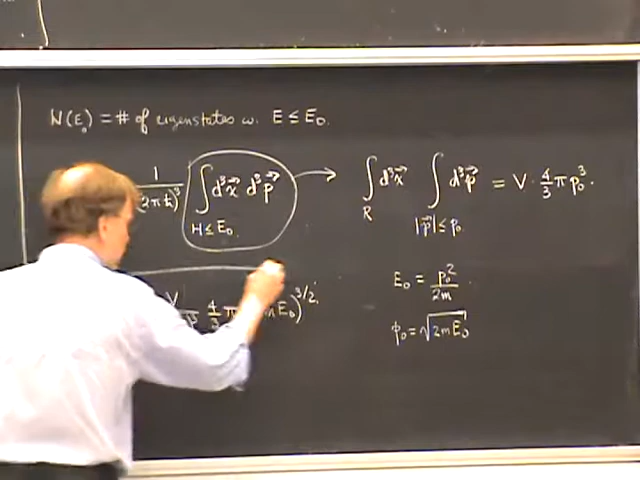 N(E₀) = # of eigenstates w. E ≤ E₀.
1/(2πħ)³ ∫ d³x⃗ d³p⃗ → ∫ d³x⃗ ∫ d³p⃗ = V · 4/3 π p₀³.
H ≤ E₀. R |p⃗| ≤ p₀
E₀ = p₀²/2m.
V 4/3 π E₀)^3/2.
p₀ = √2mE₀